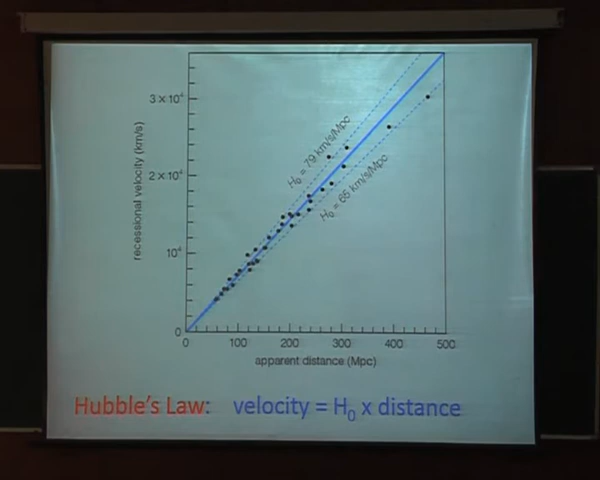 3 × 10⁴
2 × 10⁴
10⁴
0
recessional velocity (km/s)
H₀ = 79 km/s/Mpc
H₀ = 65 km/s/Mpc
0 100 200 300 400 500
apparent distance (Mpc)
Hubble's Law: velocity = H₀ x distance